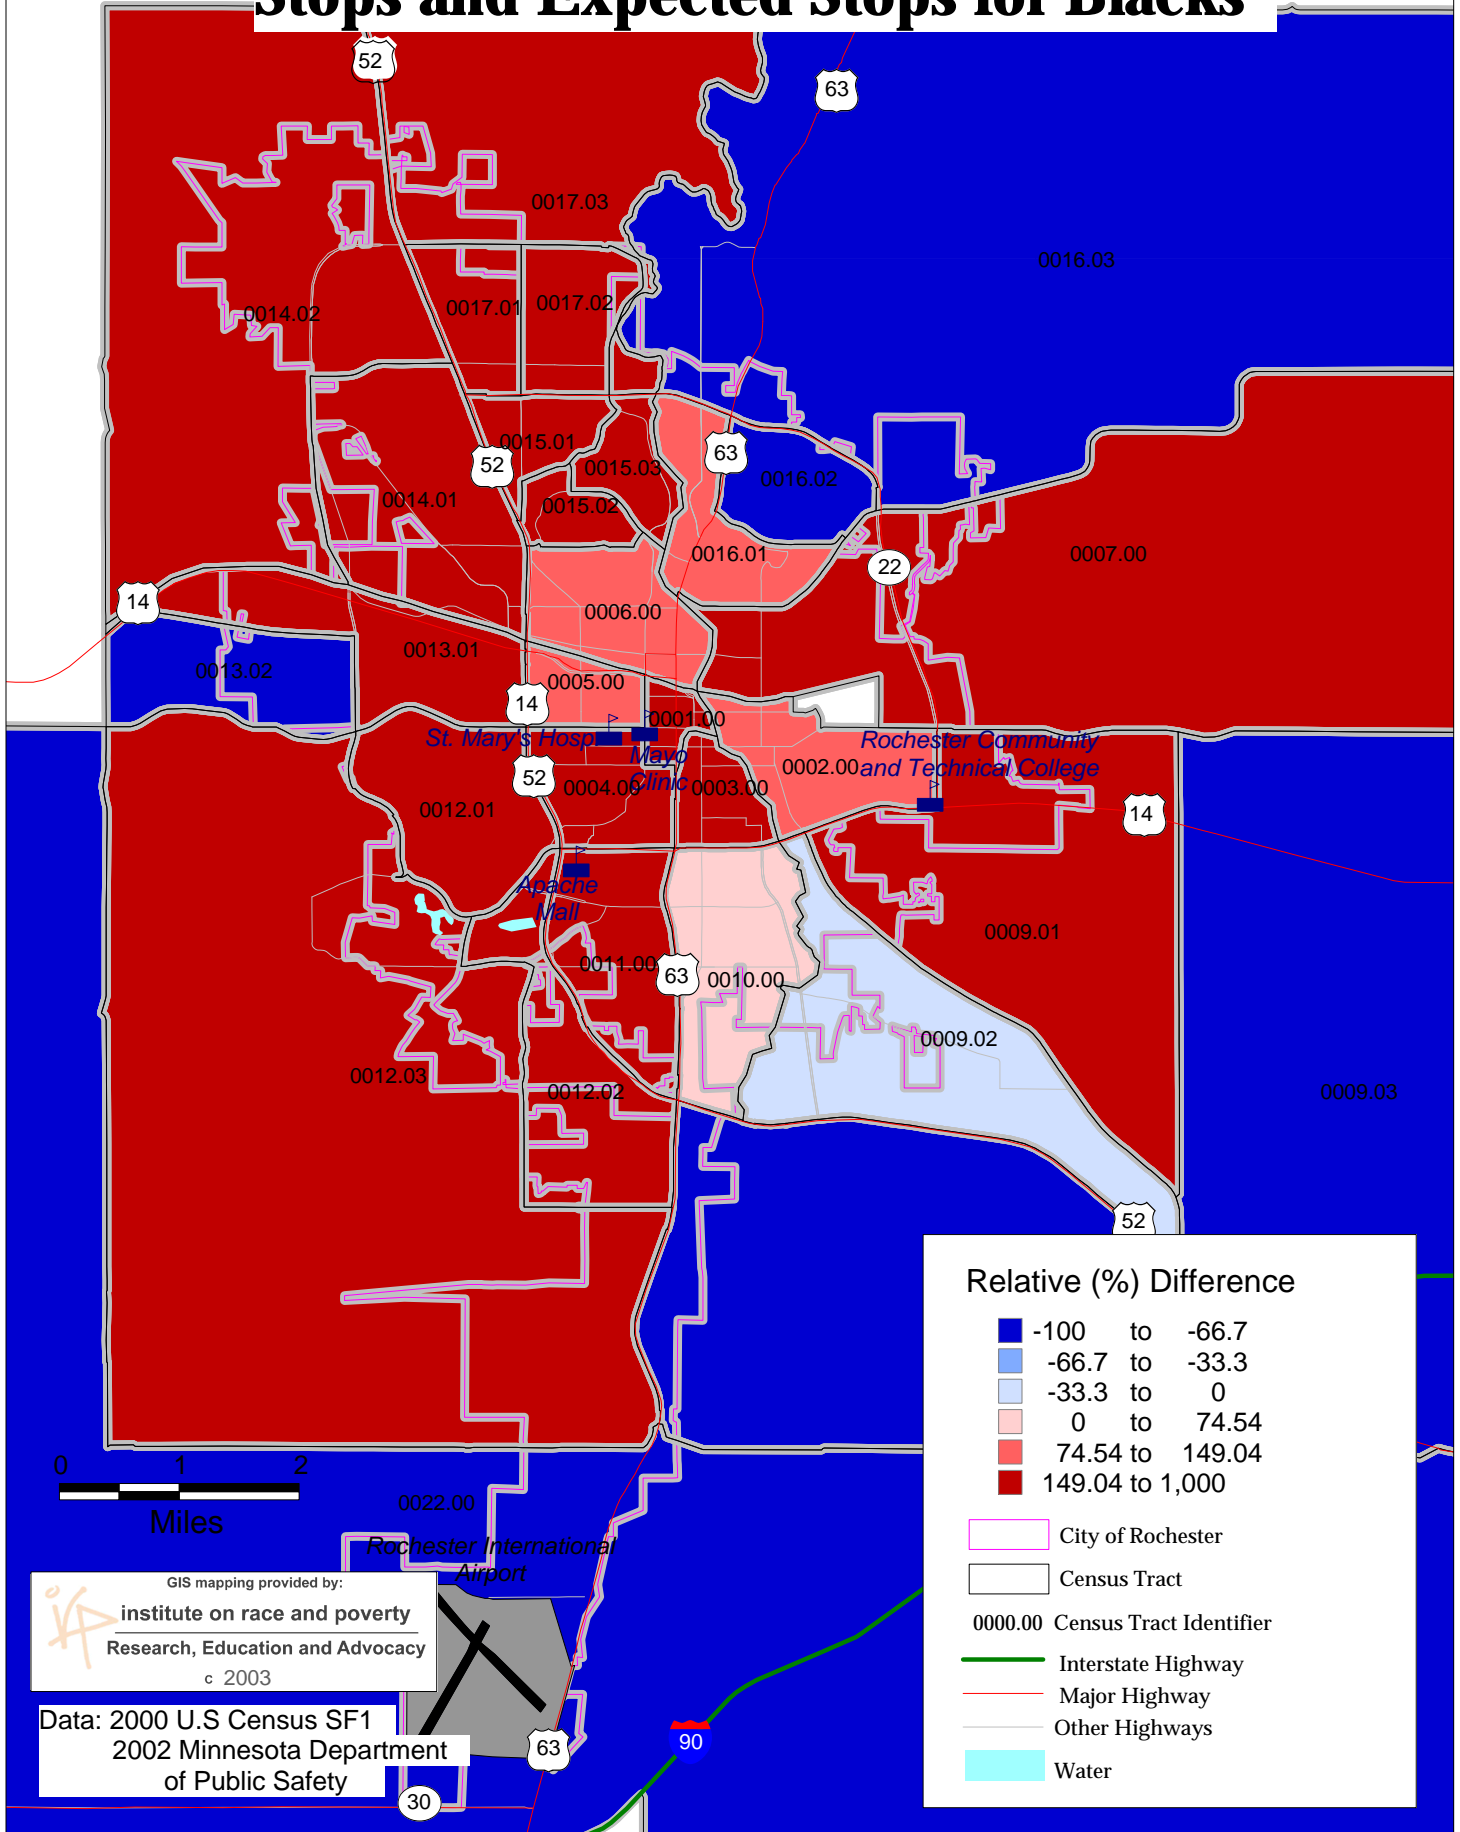 Stops and Expected Stops for Blacks
52
63
0017.03
0016.03
0014.02
0017.01
0017.02
0015.01
63
52
0015.03
0016.02
0014.01
0015.02
0016.01
0007.00
22
14
0006.00
0013.01
0013.02
0005.00
14
0001.00
St. Mary's Hosp
Mayo
Clinic
Rochester Community
and Technical College
0002.00
52
0004.00
0003.00
0012.01
14
Apache
Mall
0009.01
0011.00
63
0010.00
0009.02
0012.03
0012.02
0009.03
52
Relative (%) Difference
-100 to -66.7
-66.7 to -33.3
-33.3 to 0
0 to 74.54
74.54 to 149.04
149.04 to 1,000
City of Rochester
Census Tract
0000.00 Census Tract Identifier
Interstate Highway
Major Highway
Other Highways
Water
0 1 2
Miles
0022.00
Rochester International
Airport
GIS mapping provided by:
irp
institute on race and poverty
Research, Education and Advocacy
c 2003
Data: 2000 U.S Census SF1
2002 Minnesota Department
of Public Safety
63
90
30